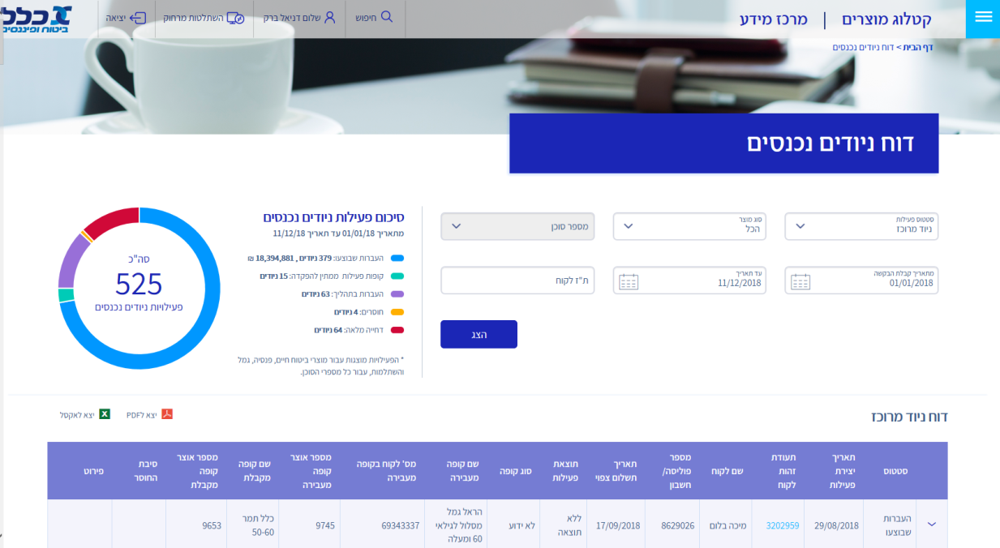 קטלוג מוצרים | מרכז מידע
חיפוש
שלום דניאל ברק
השתלטות מרחוק
יציאה
כלל
ביטוח ופיננסים
דף הבית > דוח ניודים נכנסים
דוח ניודים נכנסים
סטטוס פעילות
ניוד מרוכז
סוג מוצר
הכל
מספר סוכן
מתאריך קבלת הבקשה
01/01/2018
עד תאריך
11/12/2018
ת"ז לקוח
הצג
סיכום פעילות ניודים נכנסים
מתאריך 01/01/18 עד תאריך 11/12/18
העברות שבוצעו: 379 ניודים , 18,394,881 ₪
קופות פעילות ממתין להפקדה: 15 ניודים
העברות בתהליך: 63 ניודים
חוסרים: 4 ניודים
דחייה מלאה: 64 ניודים
* הפעילויות מוצגות עבור מוצרי ביטוח חיים, פנסיה, גמל
והשתלמות, עבור כל מספרי הסוכן.
סה"כ
525
פעילויות ניודים נכנסים
דוח ניוד מרוכז
יצא לPDF
יצא לאקסל
סטטוס
תאריך
יצירת
פעילות
תעודת
זהות
לקוח
שם לקוח
מספר
פוליסה/
חשבון
תאריך
תשלום צפוי
תוצאת
פעילות
סוג קופה
שם קופה
מעבירה
מס' לקוח בקופה
מעבירה
מספר אוצר
קופה
מעבירה
שם קופה
מקבלת
מספר אוצר
קופה
מקבלת
סיבת
החוסר
פירוט
העברות
שבוצעו
29/08/2018
3202959
מיכה בלום
8629026
17/09/2018
ללא
תוצאה
לא ידוע
הראל גמל
מסלול לגילאי
60 ומעלה
69343337
9745
כלל תמר
50-60
9653